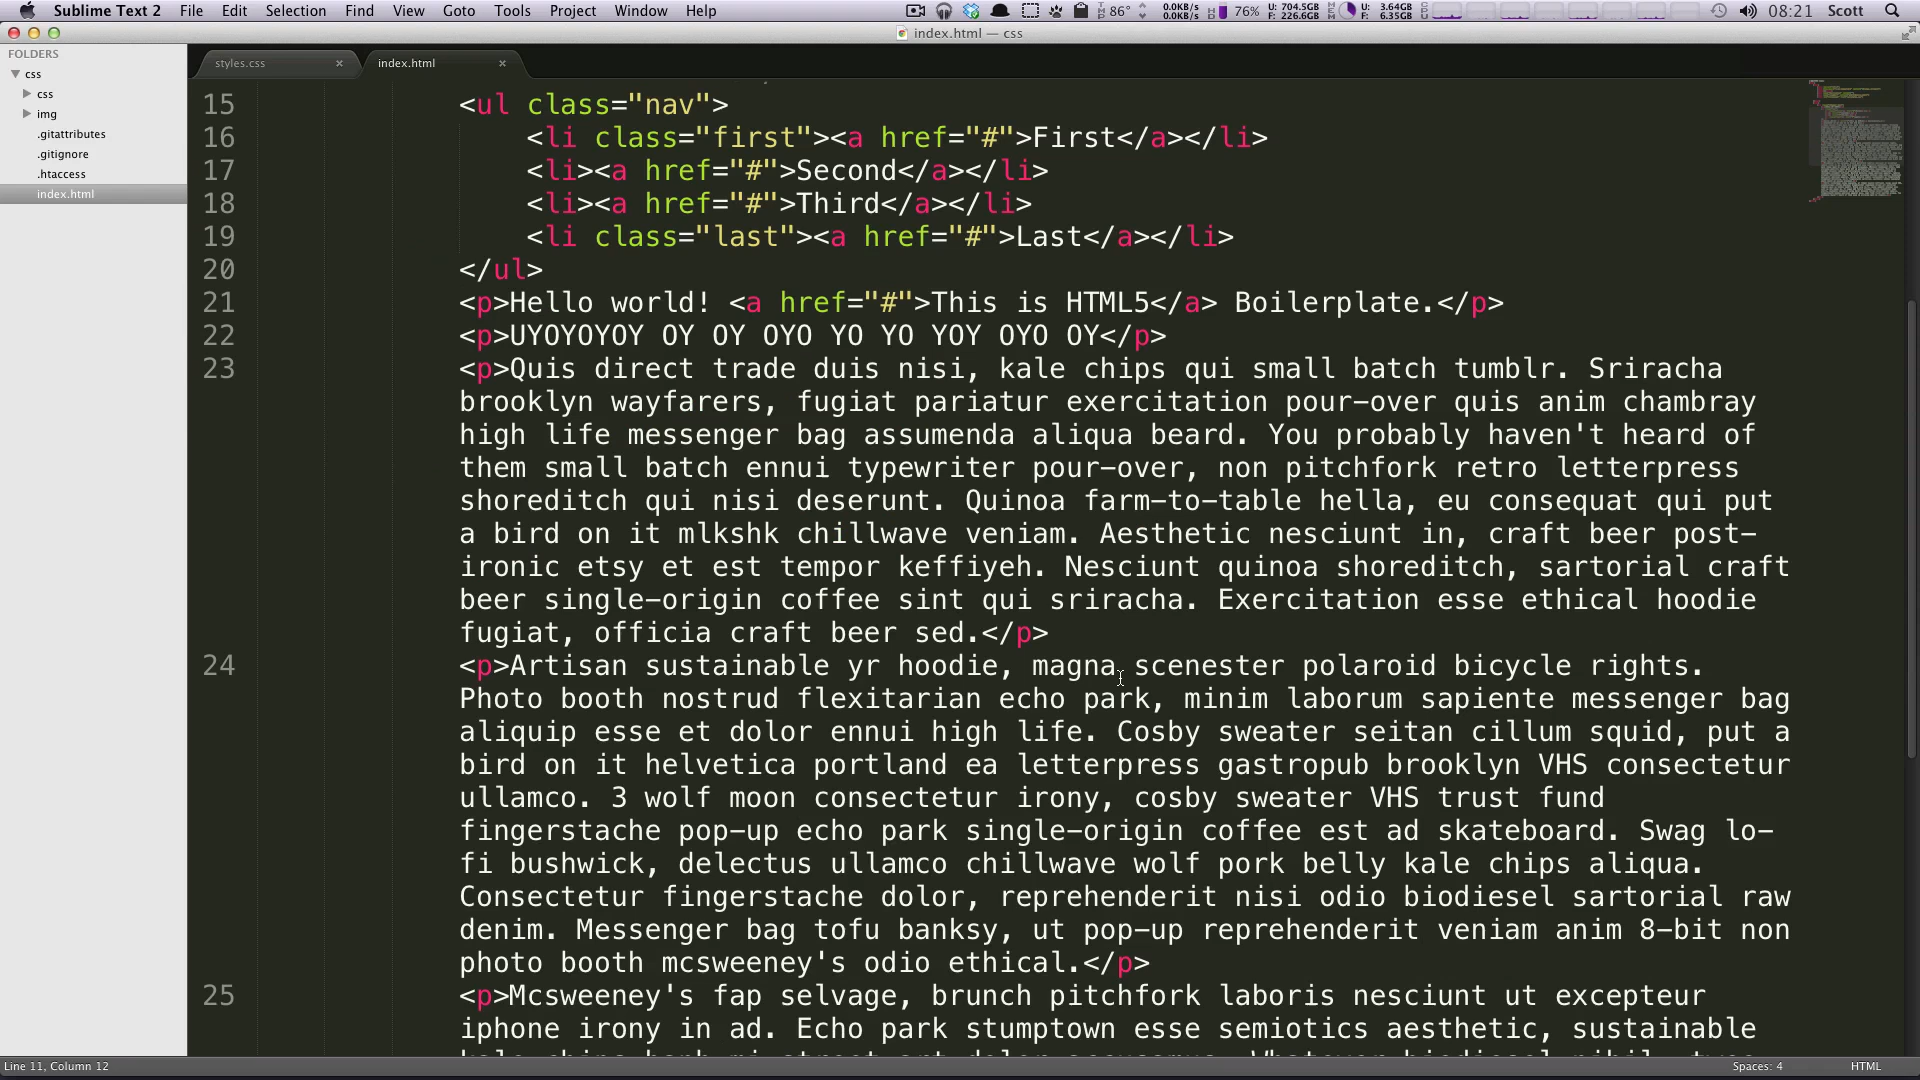 Sublime Text 2 File Edit Selection Find View Goto Tools Project Window Help 86° 0.0KB/s 0.0KB/s 76% U: 704.5GB F: 226.6GB U: 3.64GB F: 6.35GB 08:21 Scott
index.html — css
FOLDERS
css
css
img
.gitattributes
.gitignore
.htaccess
index.html
styles.css × index.html ×
15 <ul class="nav">
16 <li class="first"><a href="#">First</a></li>
17 <li><a href="#">Second</a></li>
18 <li><a href="#">Third</a></li>
19 <li class="last"><a href="#">Last</a></li>
20 </ul>
21 <p>Hello world! <a href="#">This is HTML5</a> Boilerplate.</p>
22 <p>UYOYOYOY OY OY OYO YO YO YOY OYO OY</p>
23 <p>Quis direct trade duis nisi, kale chips qui small batch tumblr. Sriracha
brooklyn wayfarers, fugiat pariatur exercitation pour-over quis anim chambray
high life messenger bag assumenda aliqua beard. You probably haven't heard of
them small batch ennui typewriter pour-over, non pitchfork retro letterpress
shoreditch qui nisi deserunt. Quinoa farm-to-table hella, eu consequat qui put
a bird on it mlkshk chillwave veniam. Aesthetic nesciunt in, craft beer post-
ironic etsy et est tempor keffiyeh. Nesciunt quinoa shoreditch, sartorial craft
beer single-origin coffee sint qui sriracha. Exercitation esse ethical hoodie
fugiat, officia craft beer sed.</p>
24 <p>Artisan sustainable yr hoodie, magna scenester polaroid bicycle rights.
Photo booth nostrud flexitarian echo park, minim laborum sapiente messenger bag
aliquip esse et dolor ennui high life. Cosby sweater seitan cillum squid, put a
bird on it helvetica portland ea letterpress gastropub brooklyn VHS consectetur
ullamco. 3 wolf moon consectetur irony, cosby sweater VHS trust fund
fingerstache pop-up echo park single-origin coffee est ad skateboard. Swag lo-
fi bushwick, delectus ullamco chillwave wolf pork belly kale chips aliqua.
Consectetur fingerstache dolor, reprehenderit nisi odio biodiesel sartorial raw
denim. Messenger bag tofu banksy, ut pop-up reprehenderit veniam anim 8-bit non
photo booth mcsweeney's odio ethical.</p>
25 <p>Mcsweeney's fap selvage, brunch pitchfork laboris nesciunt ut excepteur
iphone irony in ad. Echo park stumptown esse semiotics aesthetic, sustainable
Line 11, Column 12 Spaces: 4 HTML